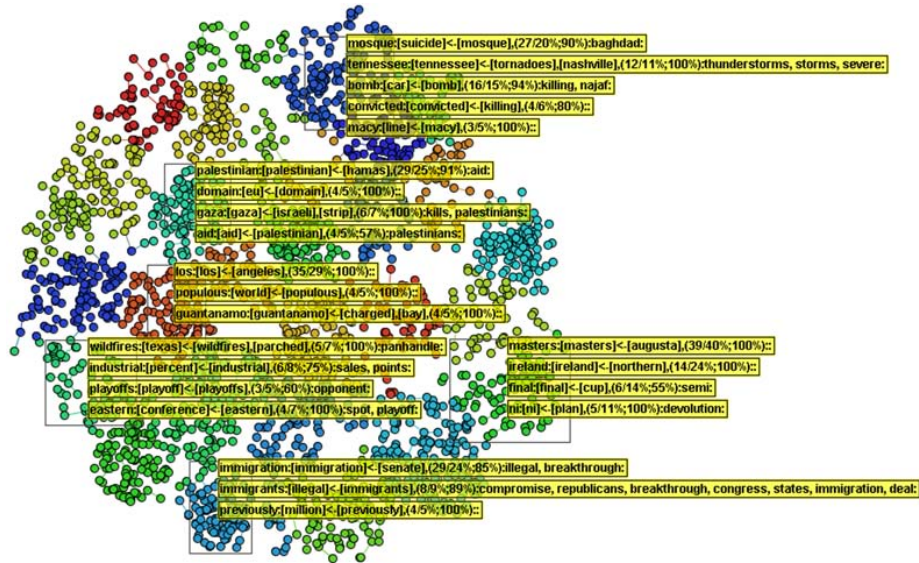 mosque:[suicide]<-[mosque],(27/20%;90%):baghdad:
tennessee:[tennessee]<-[tornadoes],[nashville],(12/11%;100%):thunderstorms, storms, severe:
bomb:[car]<-[bomb],(16/15%;94%):killing, najaf:
convicted:[convicted]<-[killing],(4/6%;80%)::
macy:[line]<-[macy],(3/5%;100%)::
palestinian:[palestinian]<-[hamas],(29/25%;91%):aid:
domain:[eu]<-[domain],(4/5%;100%)::
gaza:[gaza]<-[israeli],[strip],(6/7%;100%):kills, palestinians:
aid:[aid]<-[palestinian],(4/5%;57%):palestinians:
los:[los]<-[angeles],(35/29%;100%)::
populous:[world]<-[populous],(4/5%;100%)::
guantanamo:[guantanamo]<-[charged],[bay],(4/5%;100%)::
wildfires:[texas]<-[wildfires],[parched],(5/7%;100%):panhandle:
industrial:[percent]<-[industrial],(6/8%;75%):sales, points:
playoffs:[playoff]<-[playoffs],(3/5%;60%):opponent:
eastern:[conference]<-[eastern],(4/7%;100%):spot, playoff:
masters:[masters]<-[augusta],(39/40%;100%)::
ireland:[ireland]<-[northern],(14/24%;100%)::
final:[final]<-[cup],(6/14%;55%):semi:
ni:[ni]<-[plan],(5/11%;100%):devolution:
immigration:[immigration]<-[senate],(29/24%;85%):illegal, breakthrough:
immigrants:[illegal]<-[immigrants],(8/9%;89%):compromise, republicans, breakthrough, congress, states, immigration, deal:
previously:[million]<-[previously],(4/5%;100%)::